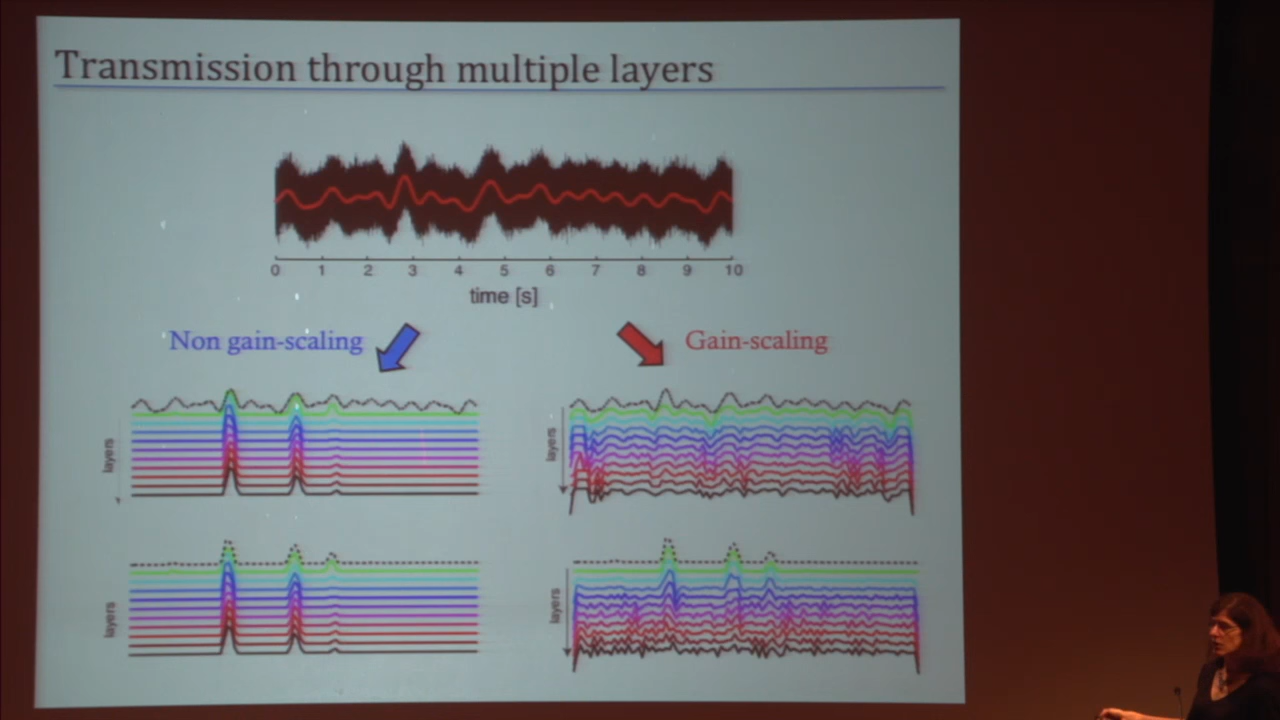 Transmission through multiple layers
0 1 2 3 4 5 6 7 8 9 10
time [s]
Non gain-scaling
Gain-scaling
layers
layers
layers
layers